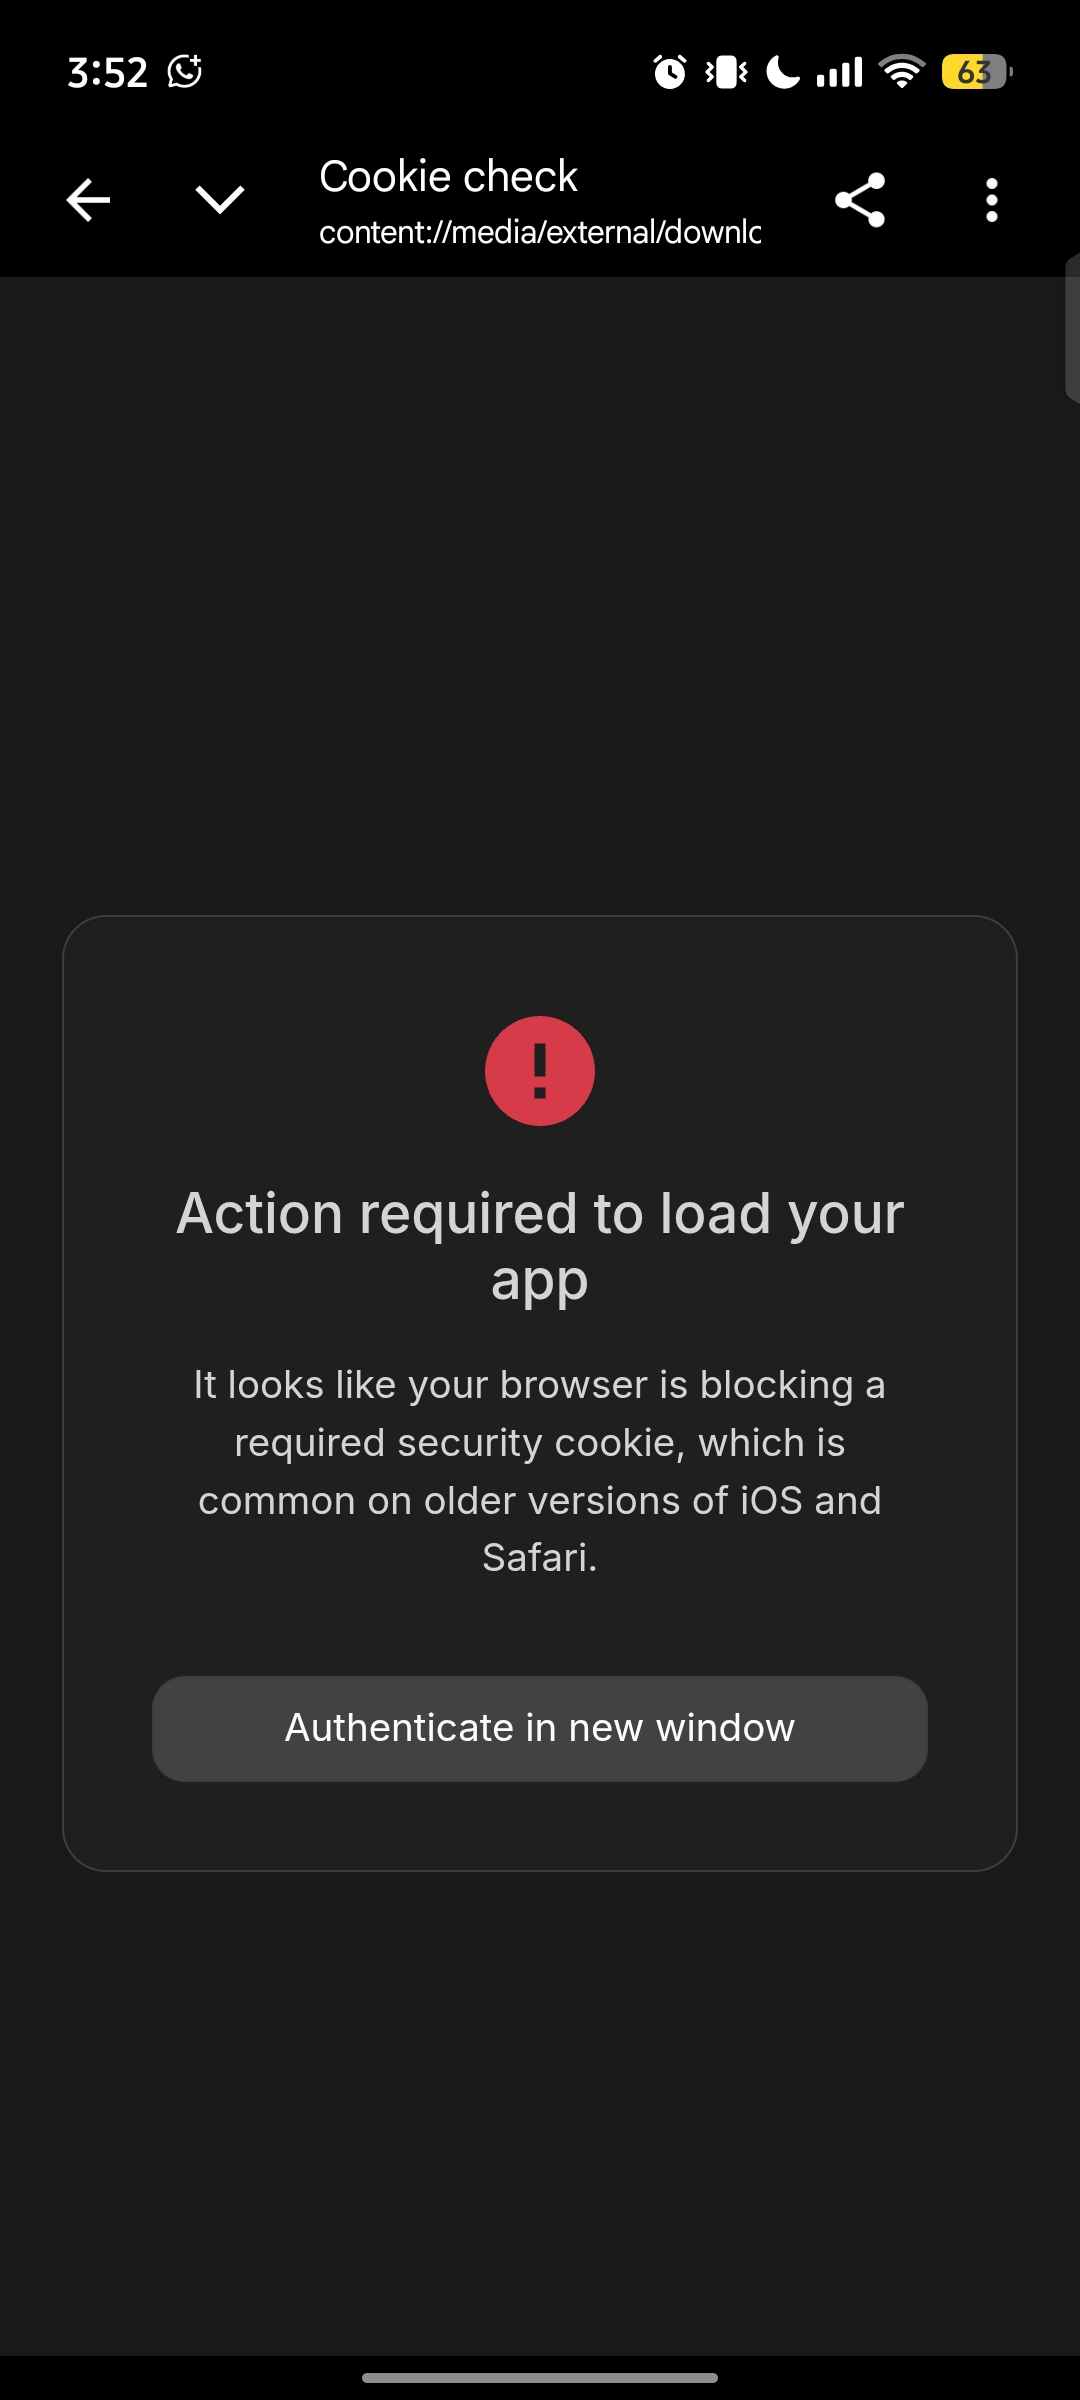 3:52
63
Cookie check
content://media/external/downlo
Action required to load your
app
It looks like your browser is blocking a
required security cookie, which is
common on older versions of iOS and
Safari.
Authenticate in new window